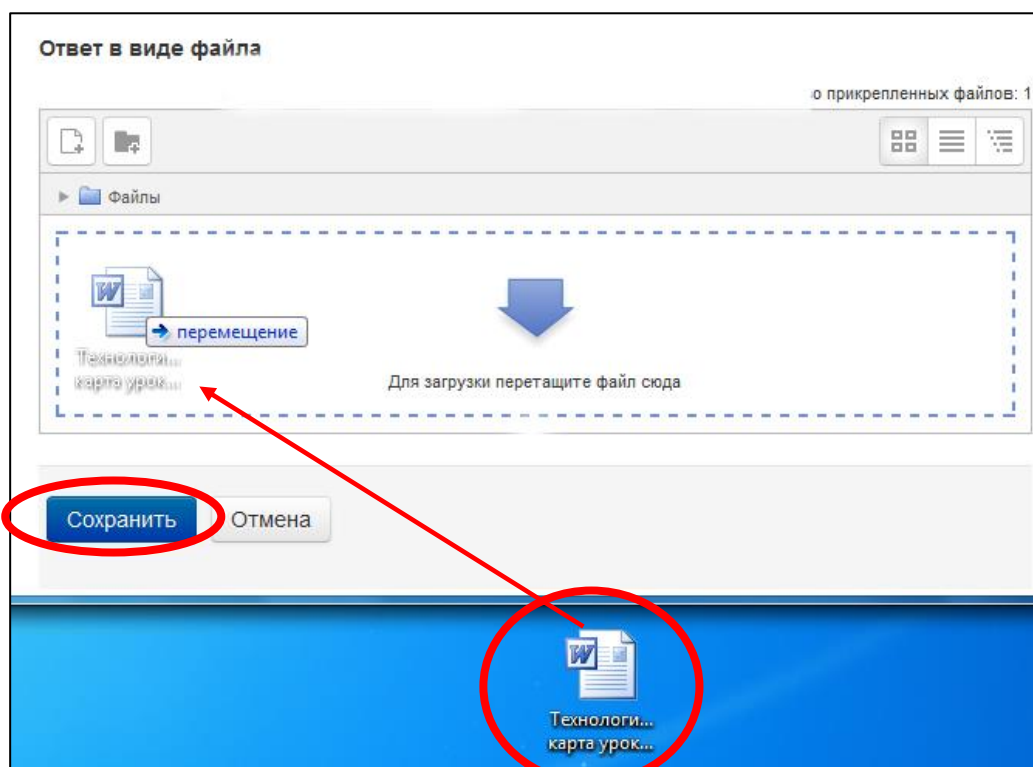 Ответ в виде файла
о прикрепленных файлов: 1
Файлы
перемещение
Технологи...
карта урок...
Для загрузки перетащите файл сюда
Сохранить Отмена
Технологи...
карта урок...